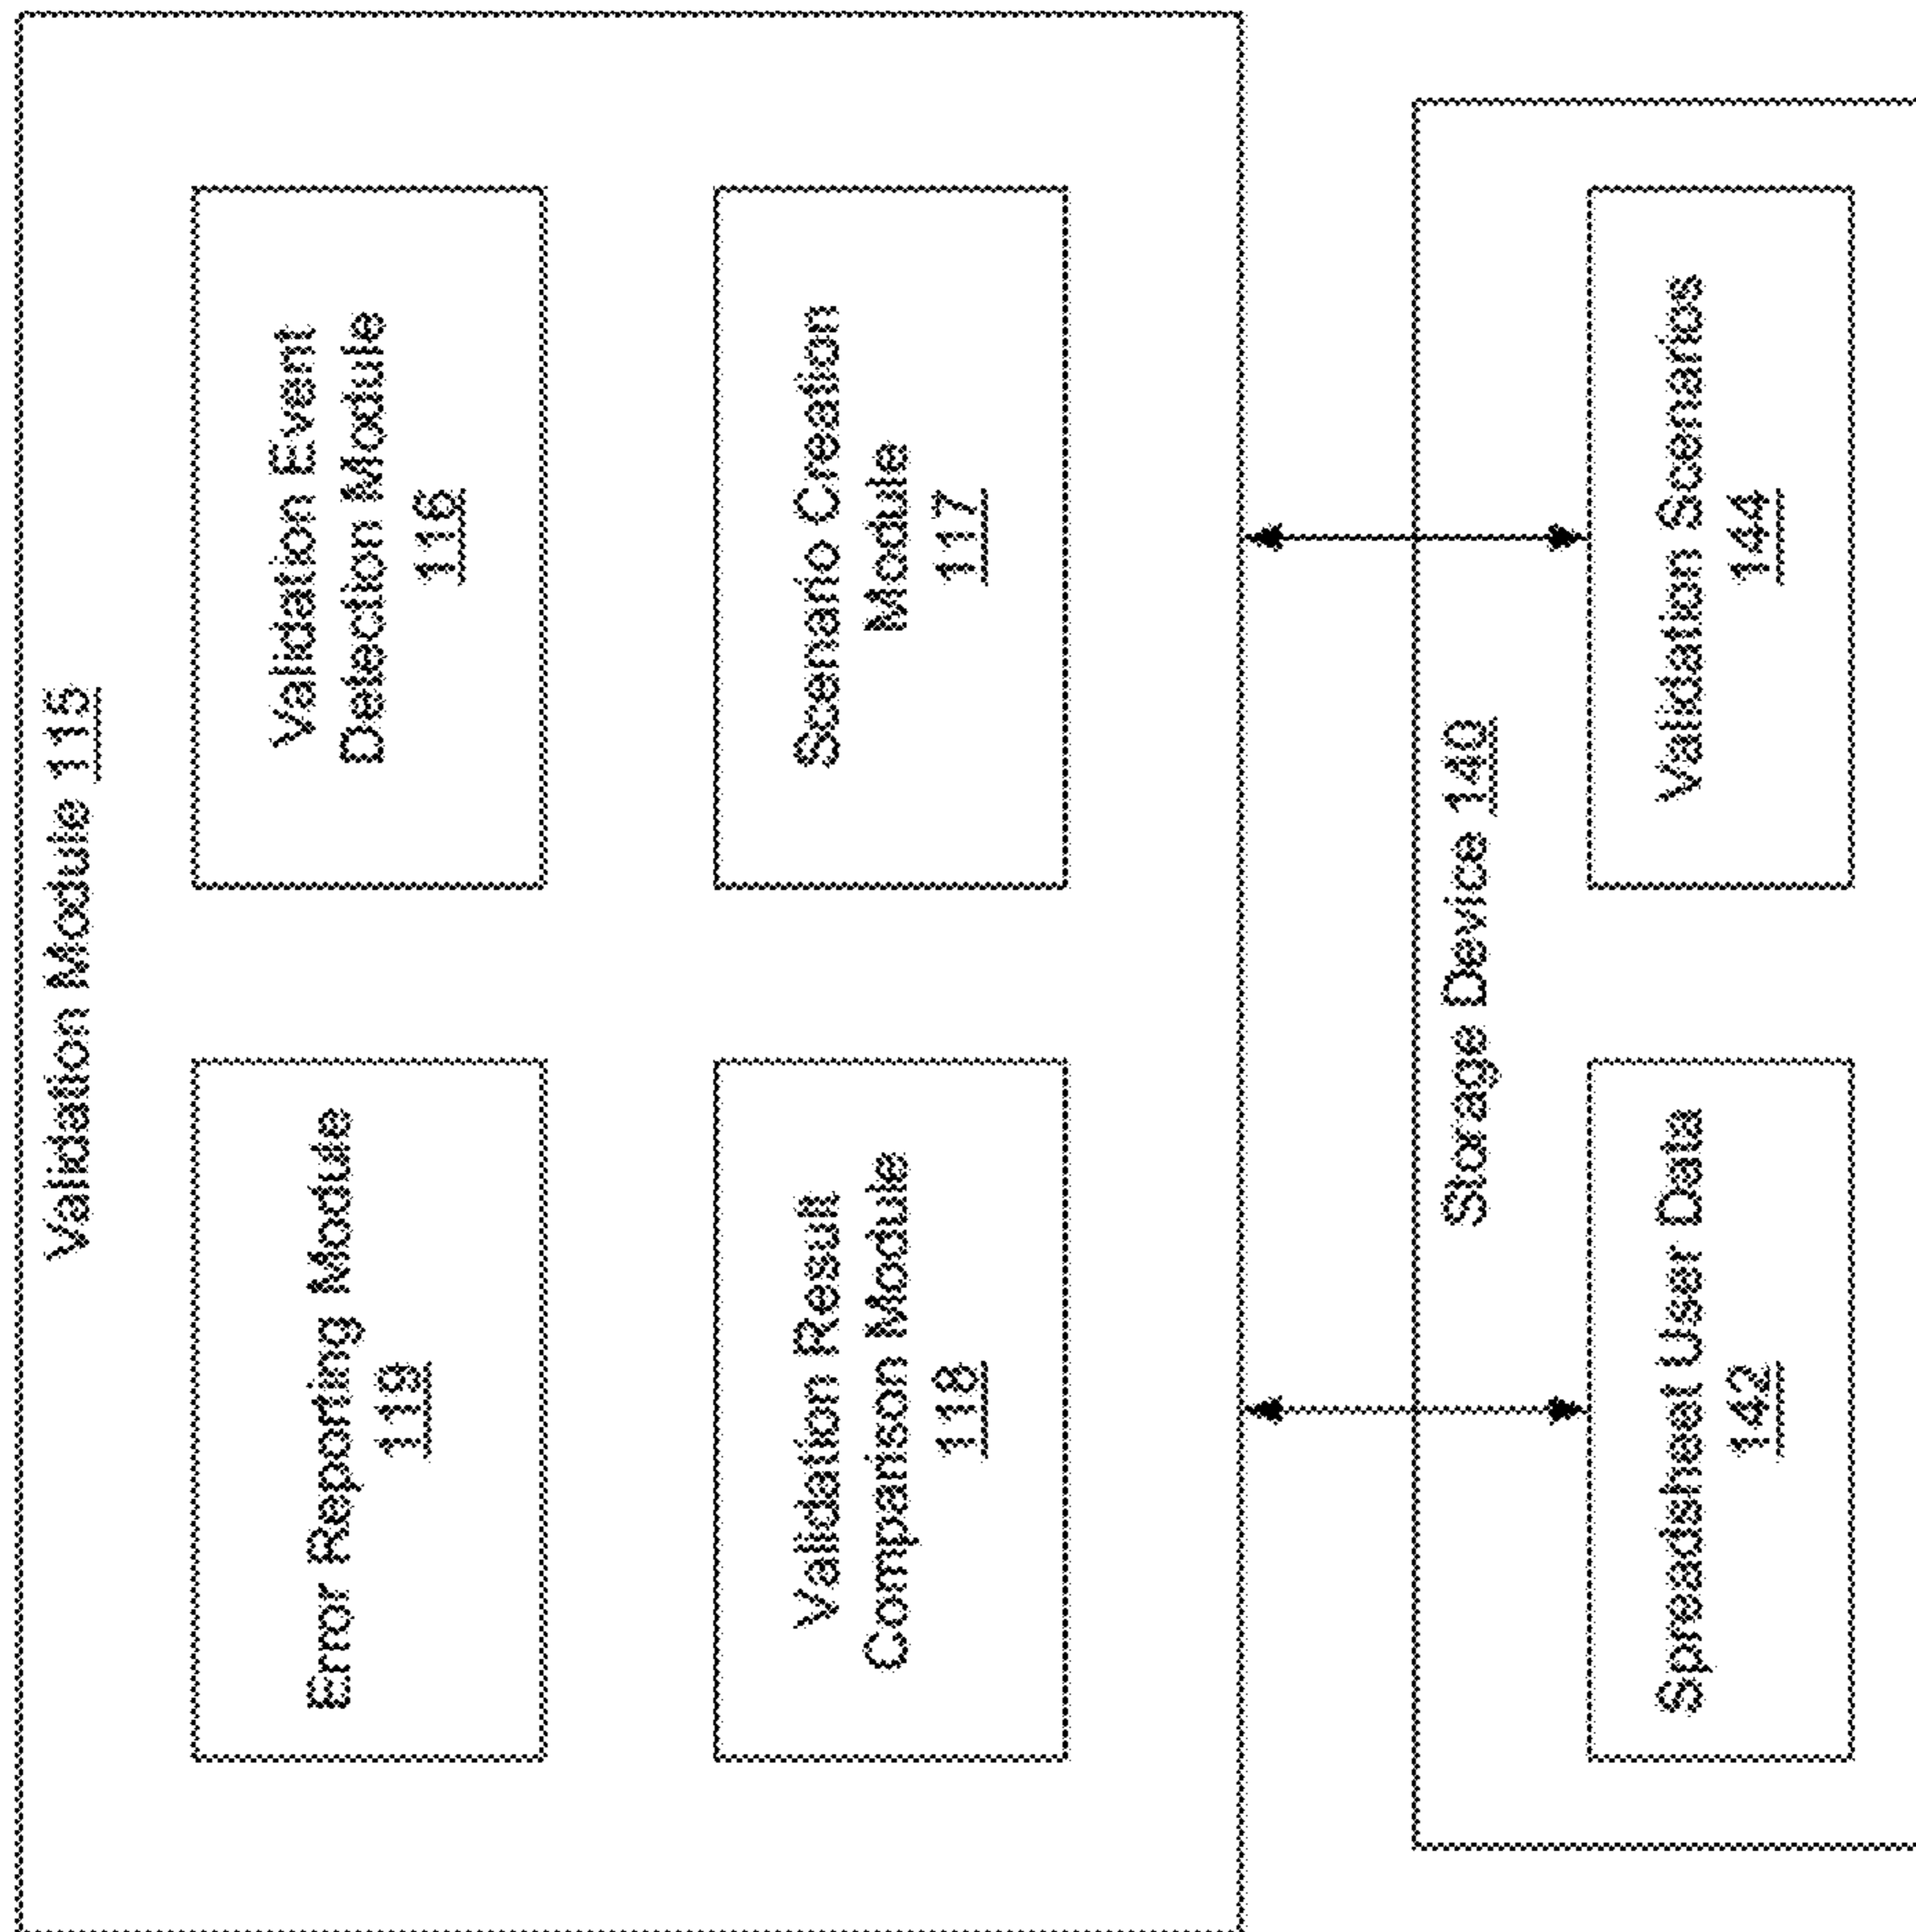 Validation Module 115
Error Reporting Module
119
Validation Event
Detection Module
116
Validation Result
Comparison Module
118
Scenario Creation
Module
117
Storage Device 140
Spreadsheet User Data
142
Validation Scenarios
144